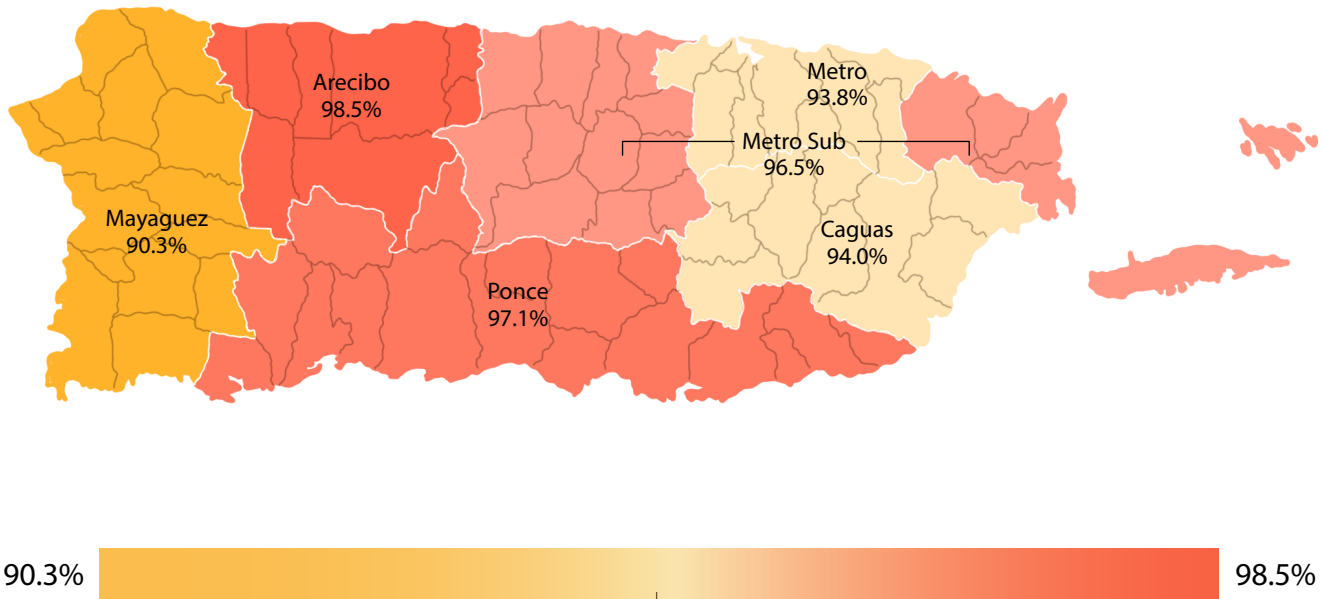 Arecibo
98.5%
Metro
93.8%
Metro Sub
96.5%
Mayaguez
90.3%
Caguas
94.0%
Ponce
97.1%
90.3%
98.5%